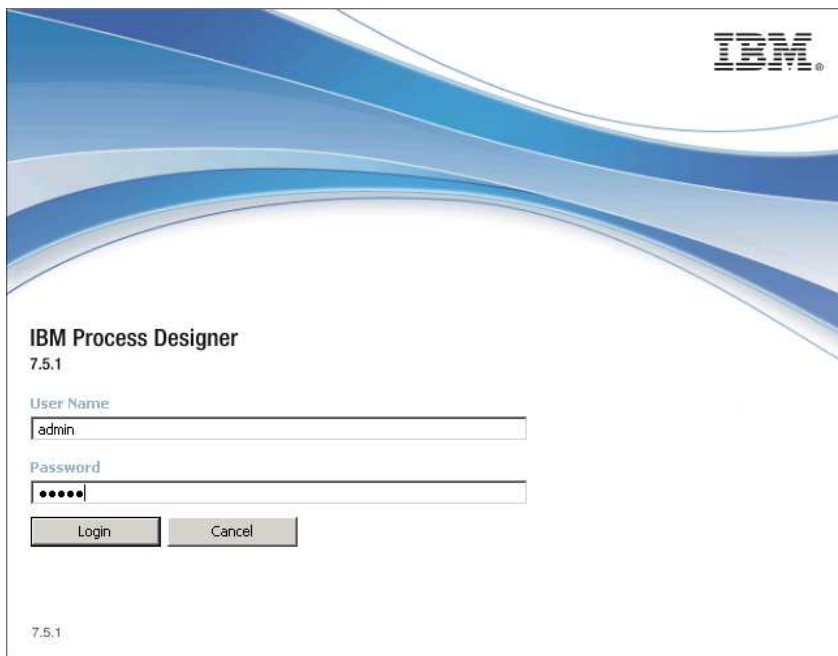 IBM®
IBM Process Designer
7.5.1
User Name
admin
Password
●●●●●
Login
Cancel
7.5.1